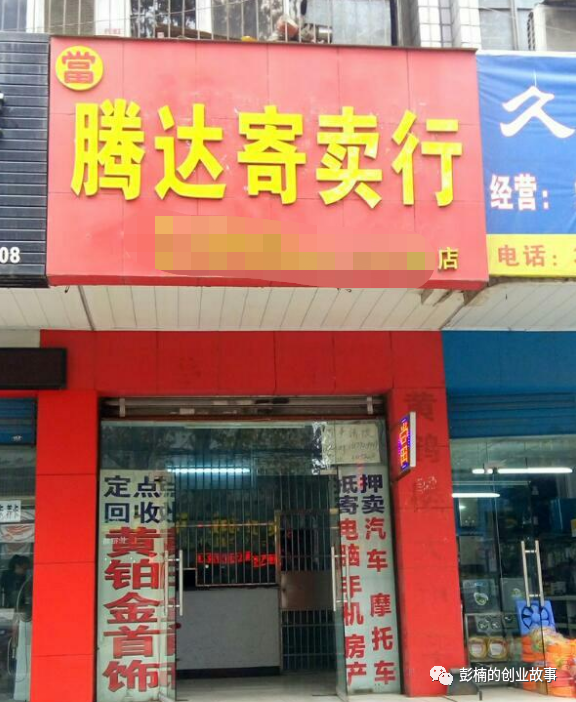 當
腾达寄卖行
店
久
经营：
电话：
08
定点
回收
黄铂金首饰
抵押
寄卖
电脑手机
汽车 摩托车
房产
彭楠的创业故事